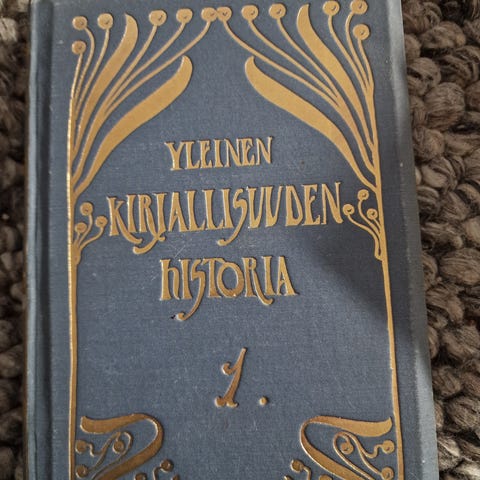 YLEINEN
KIRJALLISUUDEN
hISTORIA
1.